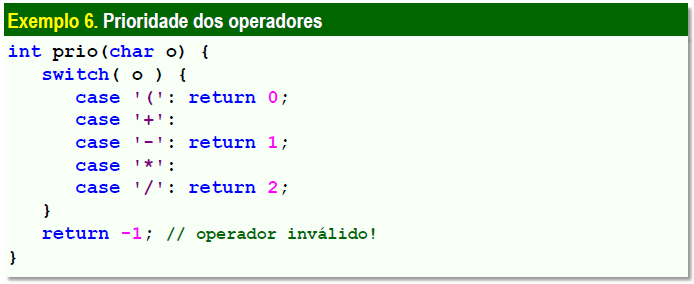 Exemplo 6. Prioridade dos operadores
int prio(char o) {
   switch( o ) {
      case '(': return 0;
      case '+':
      case '-': return 1;
      case '*':
      case '/': return 2;
   }
   return -1; // operador inválido!
}